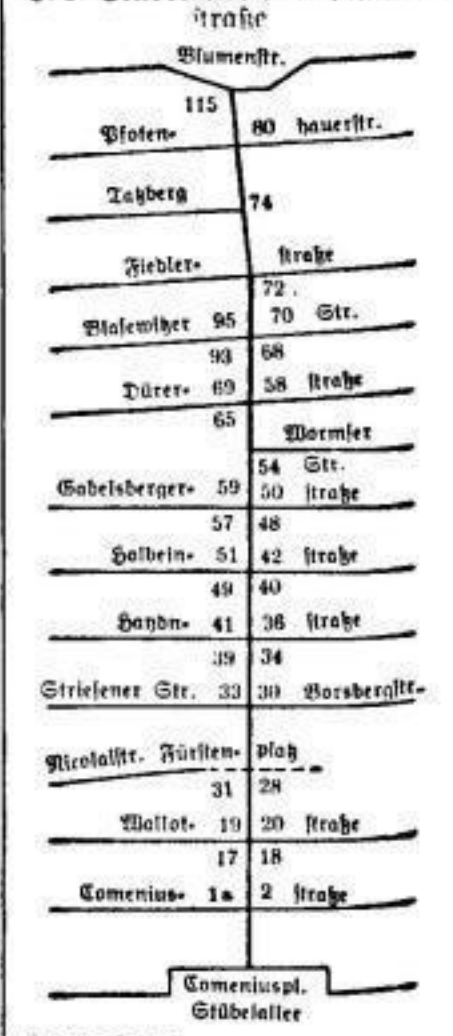 straße
Blumenstr.
115
Pfoten- 80 hauerstr.
Tatzberg 74
Fiedler- straße
72
Blasewitzer 95 70 Str.
93 68
Dürer- 69 58 straße
65
Wormser
54 Str.
Gabelsberger- 59 50 straße
57 48
Holbein- 51 42 straße
49 40
Haydn- 41 36 straße
39 34
Striesener Str. 33 30 Borsbergstr.
Nicolaistr. Fürsten- platz
31 28
Wallot- 19 20 straße
17 18
Comenius- 1a 2 straße
Comeniuspl.
Stübelallee